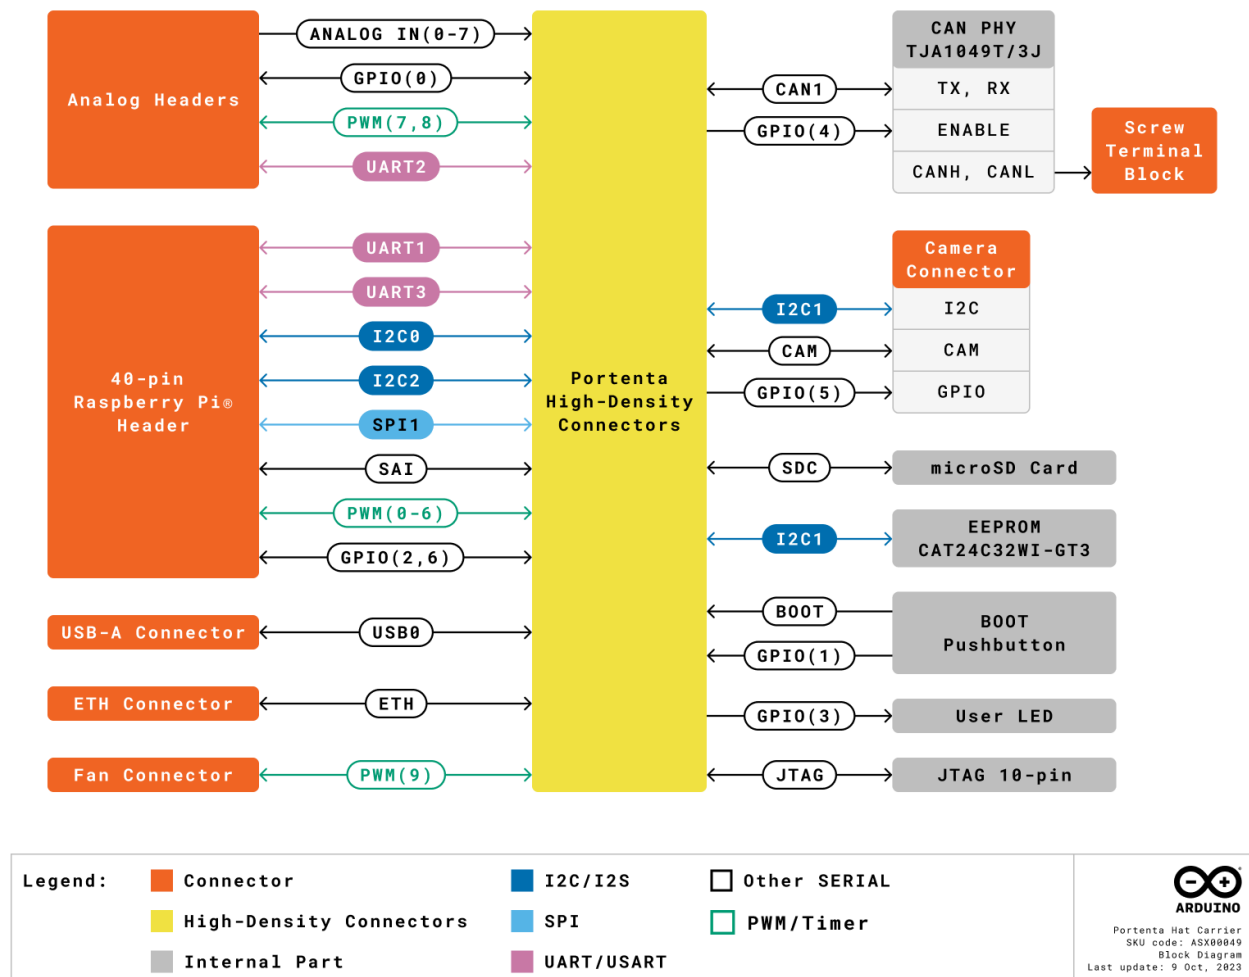 Analog Headers
ANALOG IN(0-7)
GPIO(0)
PWM(7,8)
UART2
40-pin
Raspberry Pi®
Header
UART1
UART3
I2C0
I2C2
SPI1
SAI
PWM(0-6)
GPIO(2,6)
USB-A Connector
USB0
ETH Connector
ETH
Fan Connector
PWM(9)
Portenta
High-Density
Connectors
CAN1
GPIO(4)
CAN PHY
TJA1049T/3J
TX, RX
ENABLE
CANH, CANL
Screw
Terminal
Block
I2C1
CAM
GPIO(5)
Camera
Connector
I2C
CAM
GPIO
SDC
microSD Card
I2C1
EEPROM
CAT24C32WI-GT3
BOOT
GPIO(1)
BOOT
Pushbutton
GPIO(3)
User LED
JTAG
JTAG 10-pin
Legend:
Connector
High-Density Connectors
Internal Part
I2C/I2S
SPI
UART/USART
Other SERIAL
PWM/Timer
ARDUINO
Portenta Hat Carrier
SKU code: ASX00049
Block Diagram
Last update: 9 Oct, 2023